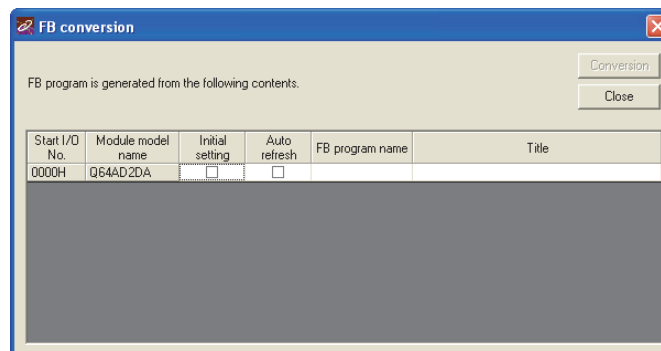 FB conversion
Conversion
FB program is generated from the following contents.
Close
Start I/O No. Module model name Initial setting Auto refresh FB program name Title
0000H Q64AD2DA